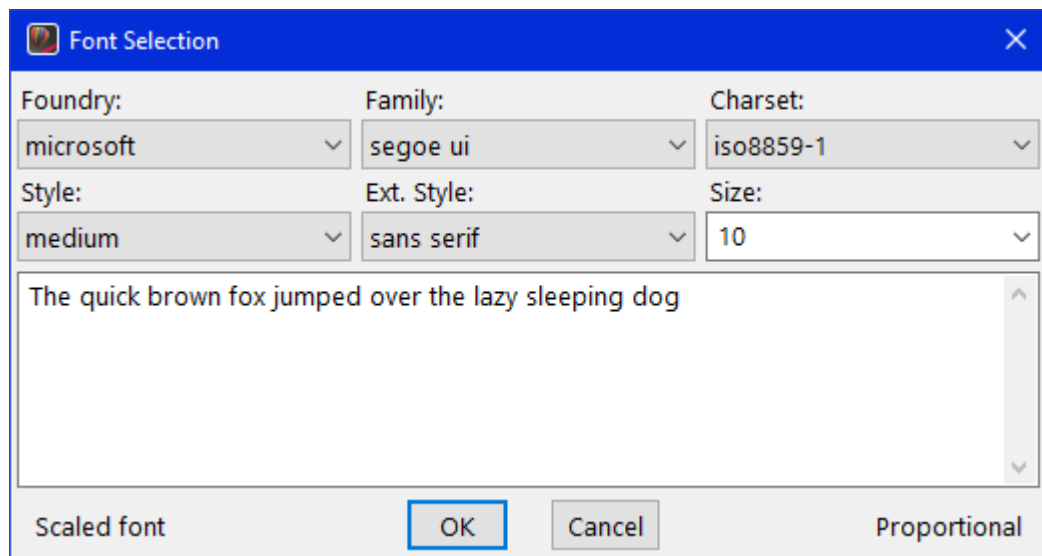 Font Selection
Foundry: Family: Charset:
microsoft segoe ui iso8859-1
Style: Ext. Style: Size:
medium sans serif 10
The quick brown fox jumped over the lazy sleeping dog
Scaled font OK Cancel Proportional